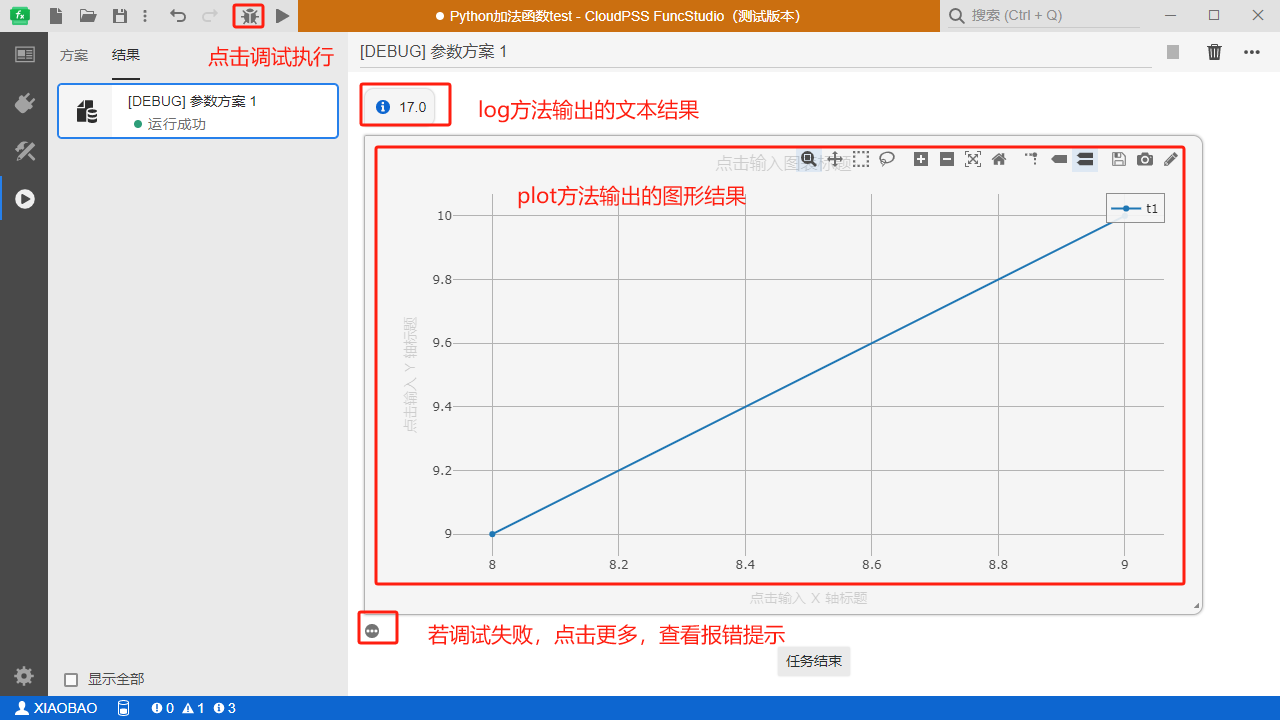 Python加法函数test - CloudPSS FuncStudio（测试版本）
搜索 (Ctrl + Q)
方案
结果
点击调试执行
[DEBUG] 参数方案 1
运行成功
[DEBUG] 参数方案 1
17.0
log方法输出的文本结果
点击输入图表标题
plot方法输出的图形结果
t1
10
9.8
9.6
9.4
9.2
9
点击输入 Y 轴标题
8
8.2
8.4
8.6
8.8
9
点击输入 X 轴标题
若调试失败，点击更多，查看报错提示
任务结束
显示全部
XIAOBAO
0
1
3